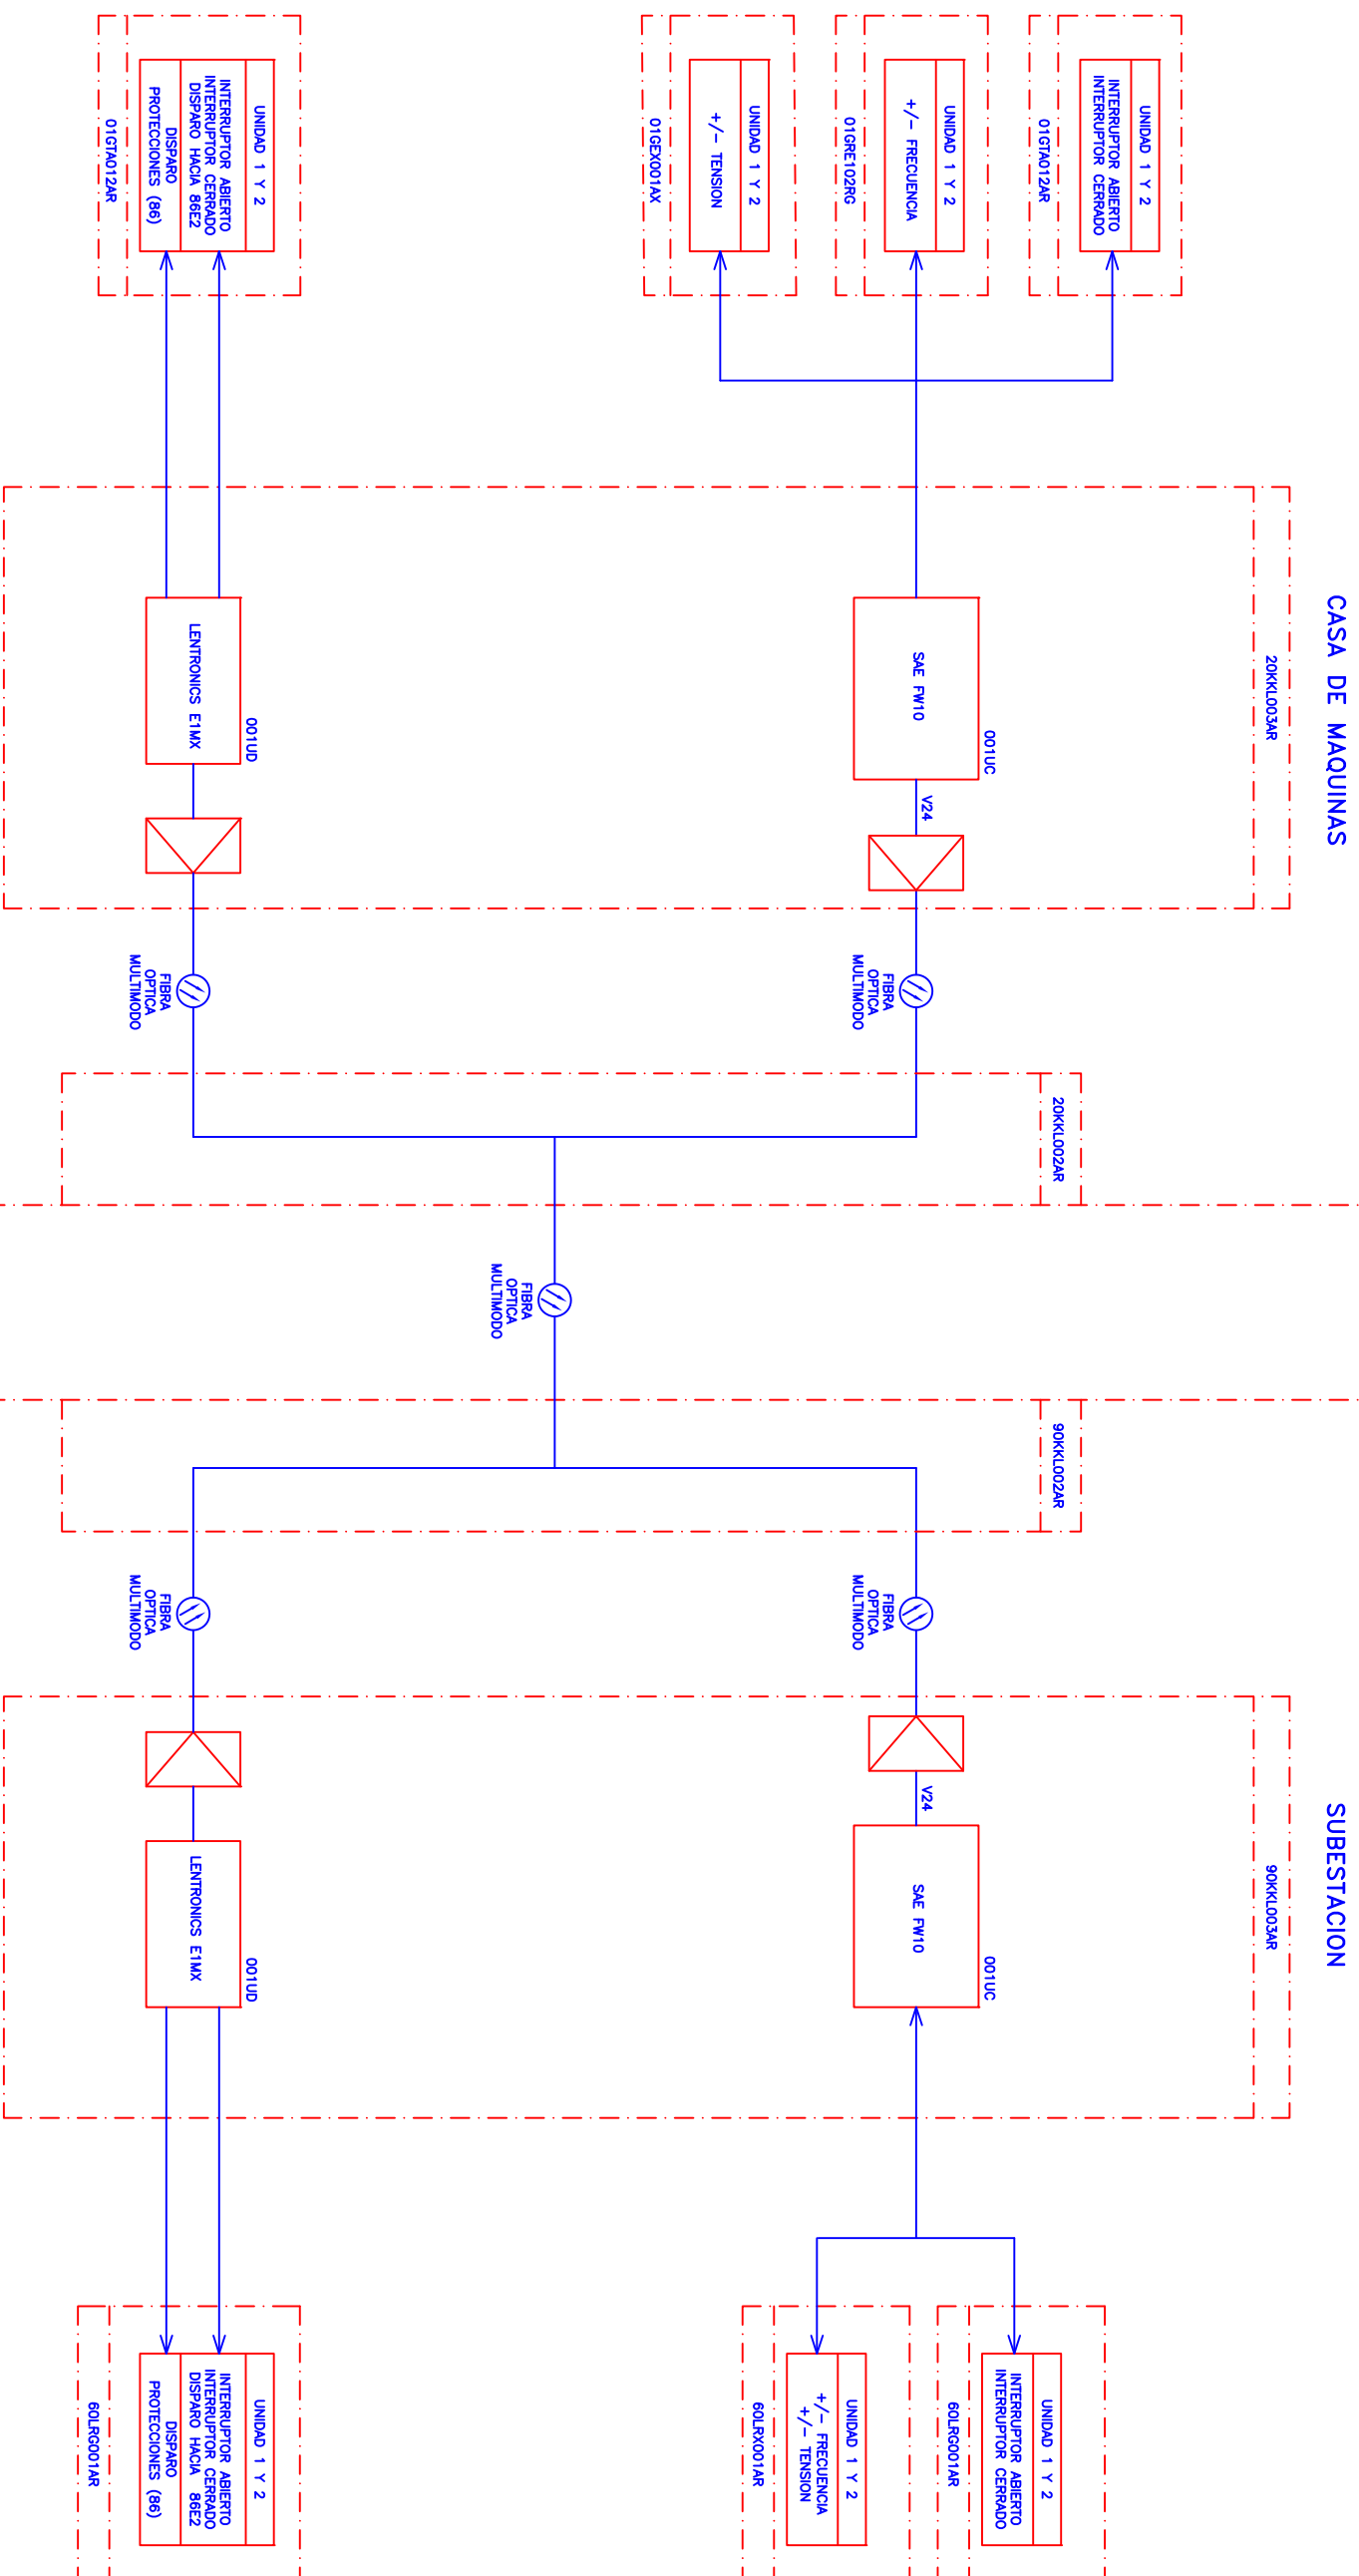 CASA DE MAQUINAS
20KKL003AR
UNIDAD 1 Y 2
INTERRUPTOR ABIERTO
INTERRUPTOR CERRADO
01GTA012AR
UNIDAD 1 Y 2
+/- FRECUENCIA
01GRE102RG
UNIDAD 1 Y 2
+/- TENSION
01GEX001AX
001UC
SAE FW10
V24
FIBRA
OPTICA
MULTIMODO
UNIDAD 1 Y 2
INTERRUPTOR ABIERTO
INTERRUPTOR CERRADO
DISPARO HACIA 86E2
DISPARO
PROTECCIONES (86)
01GTA012AR
001UD
LENTRONICS E1MX
FIBRA
OPTICA
MULTIMODO
20KKL002AR
FIBRA
OPTICA
MULTIMODO
90KKL002AR
SUBESTACION
90KKL003AR
FIBRA
OPTICA
MULTIMODO
V24
001UC
SAE FW10
UNIDAD 1 Y 2
INTERRUPTOR ABIERTO
INTERRUPTOR CERRADO
60LRG001AR
UNIDAD 1 Y 2
+/- FRECUENCIA
+/- TENSION
60LRX001AR
FIBRA
OPTICA
MULTIMODO
001UD
LENTRONICS E1MX
UNIDAD 1 Y 2
INTERRUPTOR ABIERTO
INTERRUPTOR CERRADO
DISPARO HACIA 86E2
DISPARO
PROTECCIONES (86)
60LRG001AR